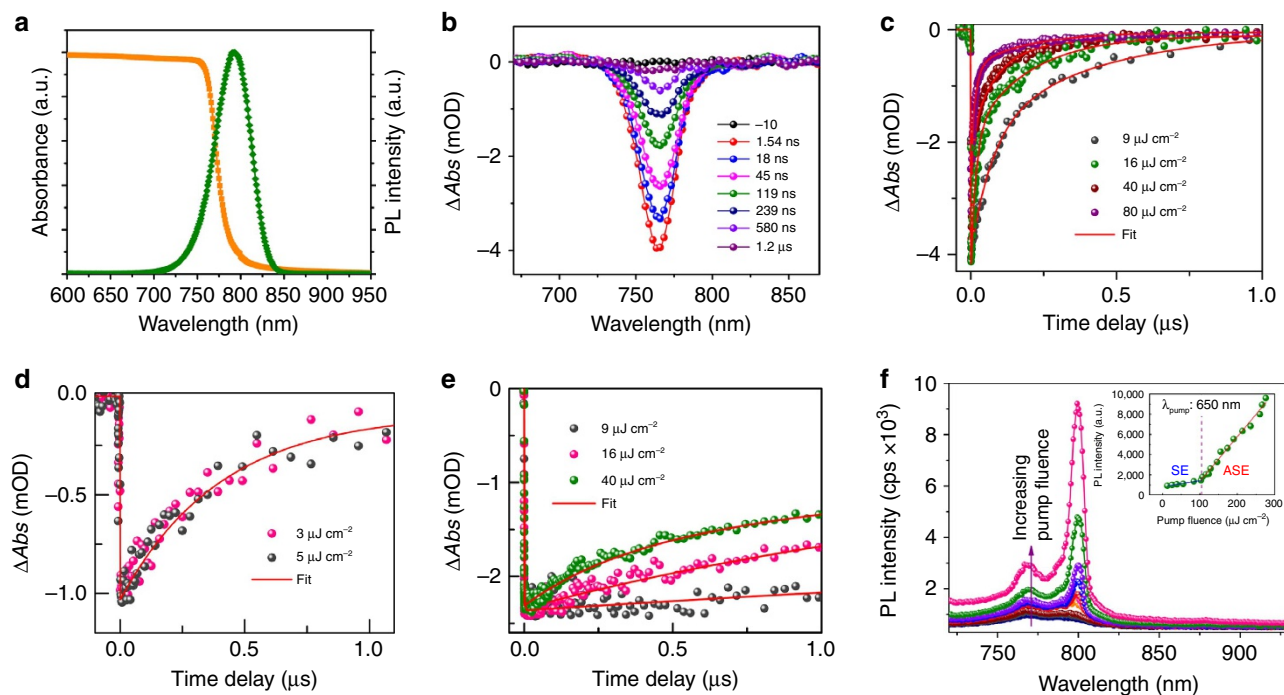 a
Absorbance (a.u.)
PL intensity (a.u.)
600 650 700 750 800 850 900 950
Wavelength (nm)
b
0
−2
−4
ΔAbs (mOD)
−10
1.54 ns
18 ns
45 ns
119 ns
239 ns
580 ns
1.2 μs
700 750 800 850
Wavelength (nm)
c
0
−2
−4
ΔAbs (mOD)
9 μJ cm−2
16 μJ cm−2
40 μJ cm−2
80 μJ cm−2
Fit
0.0 0.5 1.0
Time delay (μs)
d
0.0
−0.5
−1.0
ΔAbs (mOD)
3 μJ cm−2
5 μJ cm−2
Fit
0.0 0.5 1.0
Time delay (μs)
e
0
−1
−2
ΔAbs (mOD)
9 μJ cm−2
16 μJ cm−2
40 μJ cm−2
Fit
0.0 0.5 1.0
Time delay (μs)
f
10
8
6
4
2
PL intensity (cps ×10³)
Increasing
pump fluence
750 800 850 900
Wavelength (nm)
10,000
8,000
6,000
4,000
2,000
0
PL intensity (a.u.)
λpump: 650 nm
SE
ASE
0 100 200 300
Pump fluence (μJ cm−2)